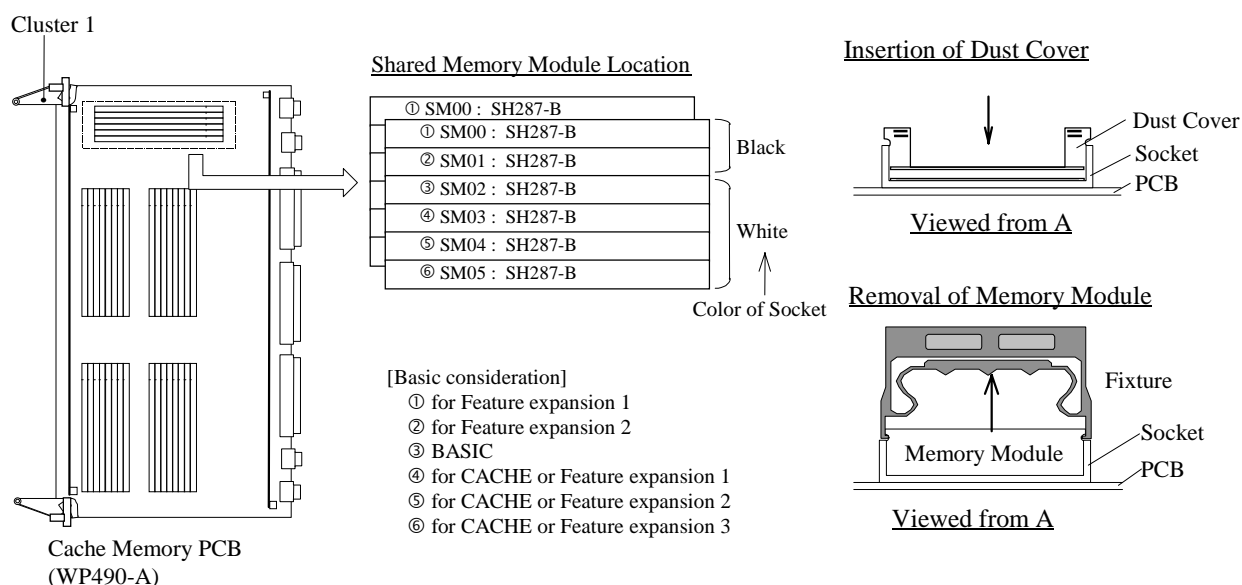 Cluster 1
Shared Memory Module Location
① SM00 : SH287-B
① SM00 : SH287-B
② SM01 : SH287-B
③ SM02 : SH287-B
④ SM03 : SH287-B
⑤ SM04 : SH287-B
⑥ SM05 : SH287-B
Black
White
Color of Socket
[Basic consideration]
① for Feature expansion 1
② for Feature expansion 2
③ BASIC
④ for CACHE or Feature expansion 1
⑤ for CACHE or Feature expansion 2
⑥ for CACHE or Feature expansion 3
Cache Memory PCB
(WP490-A)
Insertion of Dust Cover
Dust Cover
Socket
PCB
Viewed from A
Removal of Memory Module
Fixture
Socket
Memory Module
PCB
Viewed from A